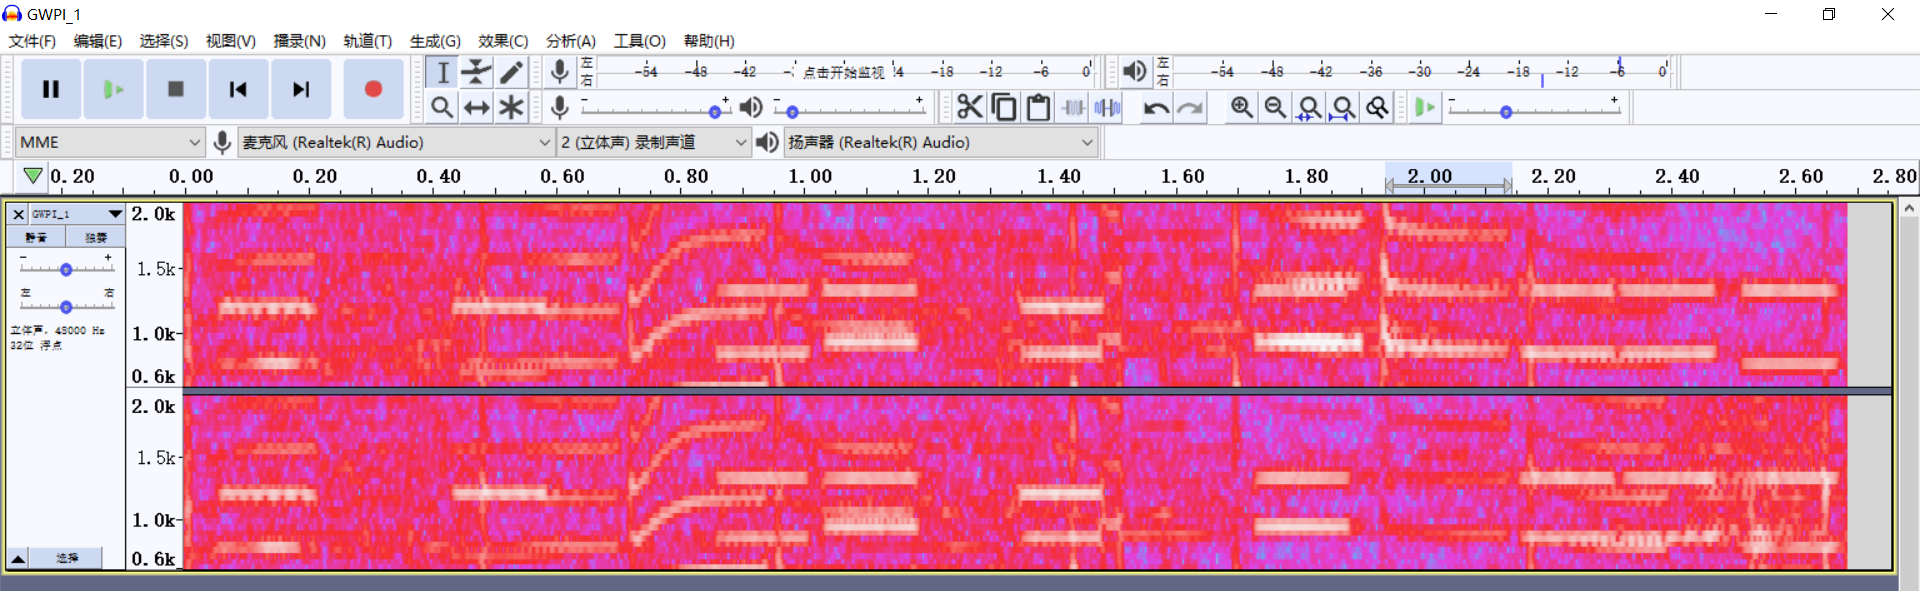 GWPI_1
文件(F) 编辑(E) 选择(S) 视图(V) 播录(N) 轨道(T) 生成(G) 效果(C) 分析(A) 工具(O) 帮助(H)
左 右 -54 -48 -42 点击开始监视 -18 -12 -6 0 左 右 -54 -48 -42 -36 -30 -24 -18 -12 -6 0
- + - + - +
MME 麦克风 (Realtek(R) Audio) 2 (立体声) 录制声道 扬声器 (Realtek(R) Audio)
0.20 0.00 0.20 0.40 0.60 0.80 1.00 1.20 1.40 1.60 1.80 2.00 2.20 2.40 2.60 2.80
GWPI_1
静音 独奏
- +
左 右
立体声, 48000 Hz
32位 浮点
选择
2.0k
1.5k
1.0k
0.6k
2.0k
1.5k
1.0k
0.6k